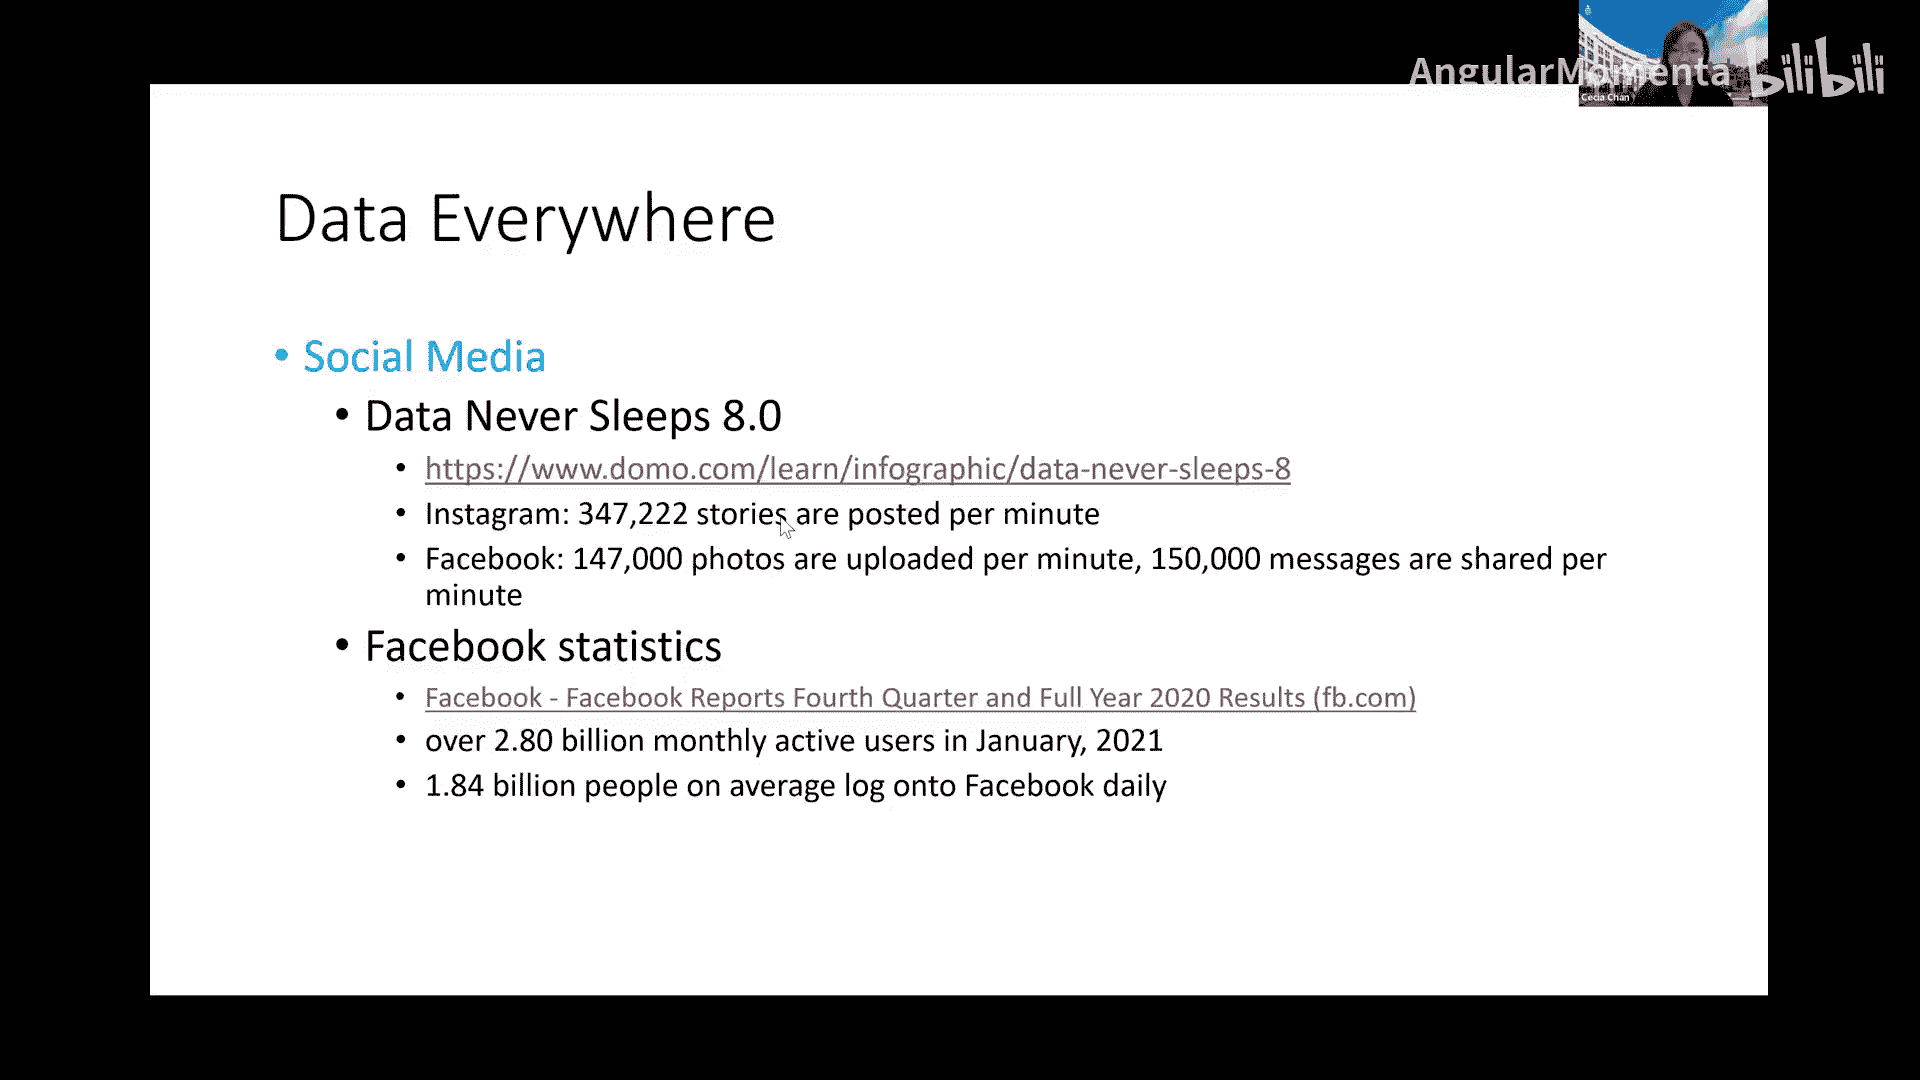 AngularMomenta bilibili
Cecia Chan
Data Everywhere
• Social Media
• Data Never Sleeps 8.0
• https://www.domo.com/learn/infographic/data-never-sleeps-8
• Instagram: 347,222 stories are posted per minute
• Facebook: 147,000 photos are uploaded per minute, 150,000 messages are shared per
minute
• Facebook statistics
• Facebook - Facebook Reports Fourth Quarter and Full Year 2020 Results (fb.com)
• over 2.80 billion monthly active users in January, 2021
• 1.84 billion people on average log onto Facebook daily